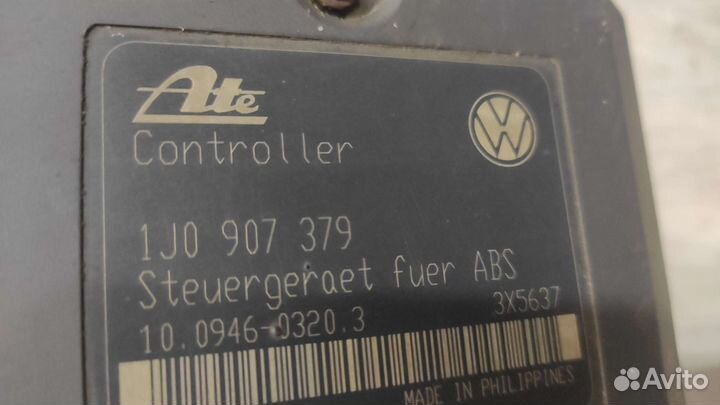 Ate
Controller
1J0 907 379
Steuergeraet fuer ABS
10.0946-0320.3 3X5637
MADE IN PHILIPPINES
Avito